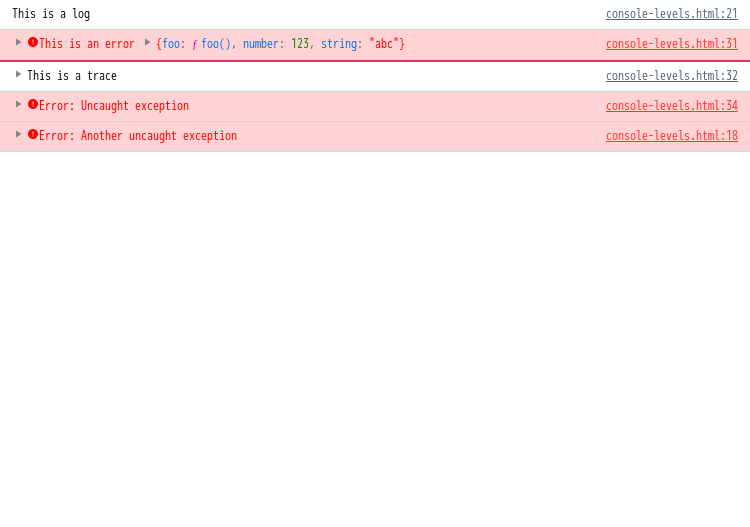 This is a log console-levels.html:21
This is an error {foo: ƒ foo(), number: 123, string: "abc"} console-levels.html:31
This is a trace console-levels.html:32
Error: Uncaught exception console-levels.html:34
Error: Another uncaught exception console-levels.html:18